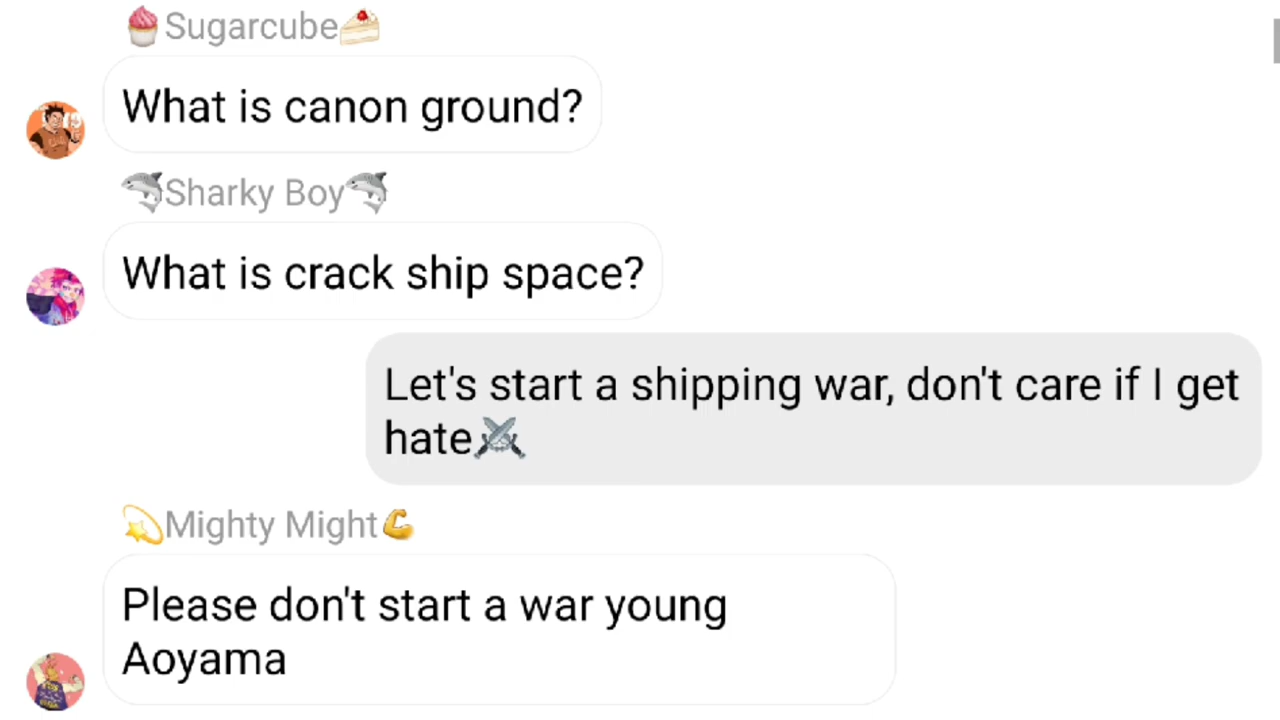 🧁Sugarcube🍰
What is canon ground?
🦈Sharky Boy🦈
What is crack ship space?
Let's start a shipping war, don't care if I get
hate⚔️
💫Mighty Might💪
Please don't start a war young
Aoyama